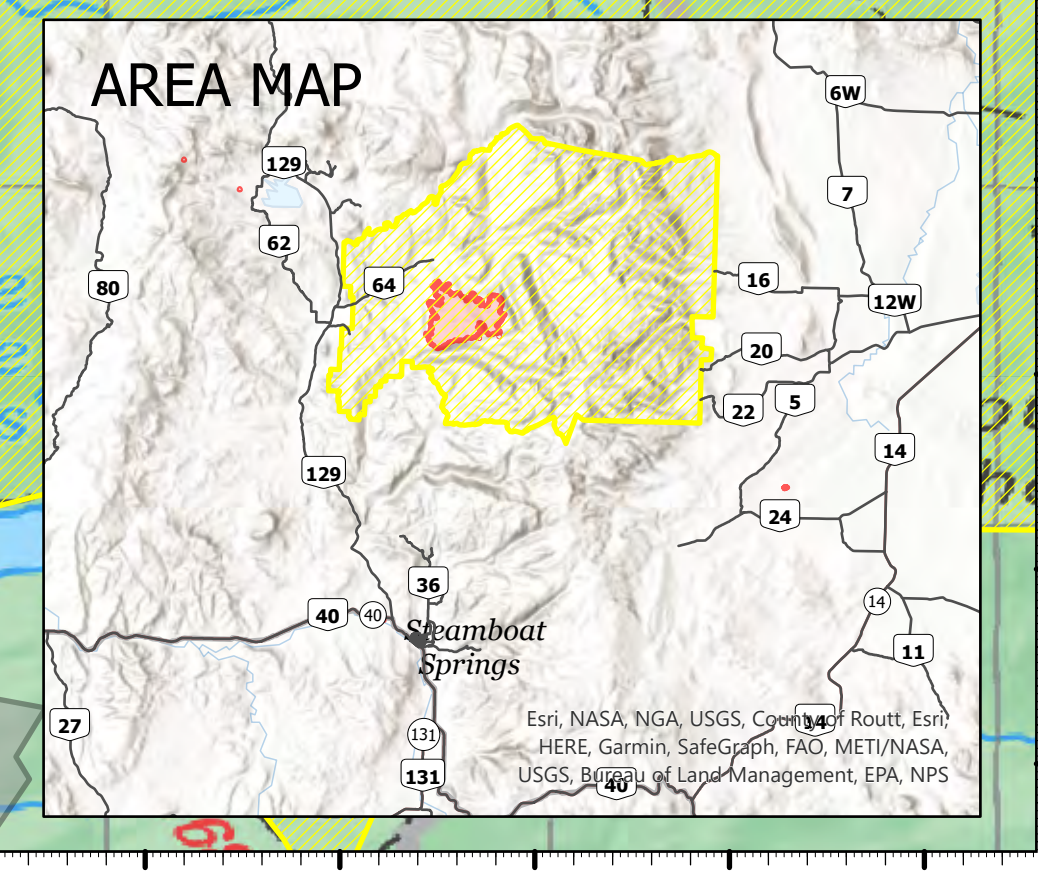 AREA MAP
6W
129
7
62
64
16
80
12W
20
22
5
129
14
24
36
40
40
14
Steamboat
Springs
11
27
131
14
131
40
Esri, NASA, NGA, USGS, County of Routt, Esri,
HERE, Garmin, SafeGraph, FAO, METI/NASA,
USGS, Bureau of Land Management, EPA, NPS